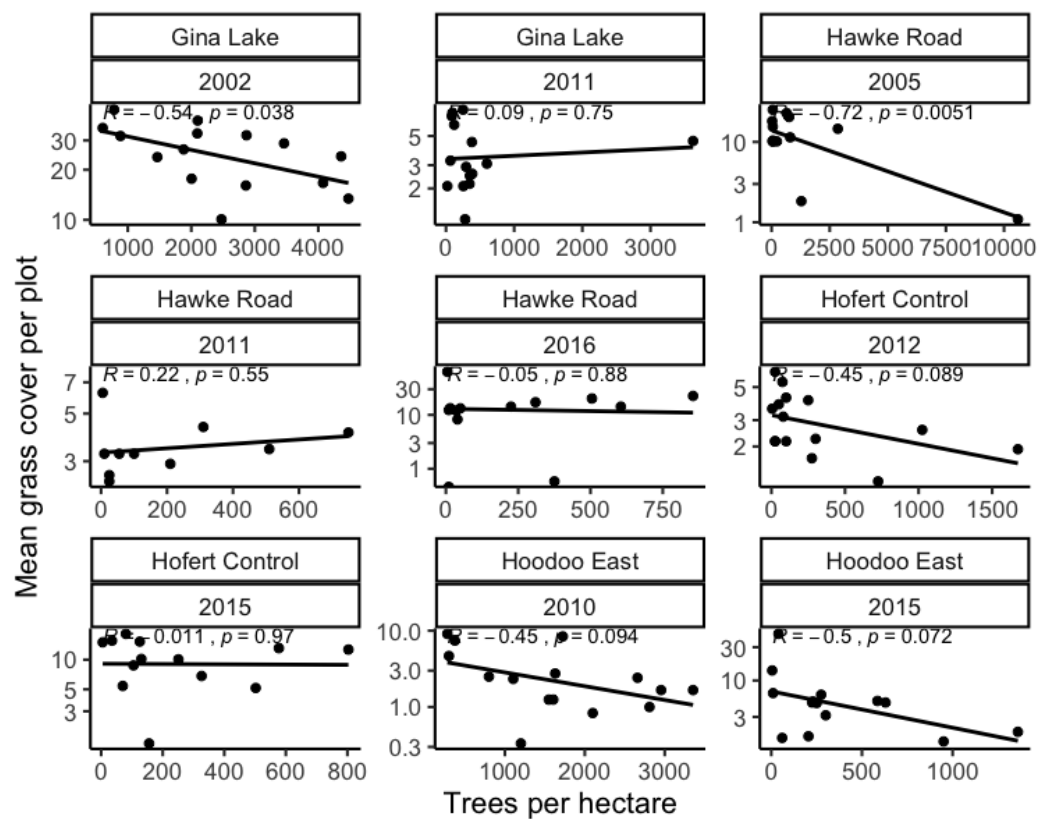 Gina Lake
2002
R = −0.54 , p = 0.038
30
20
10
1000 2000 3000 4000
Gina Lake
2011
R = 0.09 , p = 0.75
5
3
2
0 1000 2000 3000
Hawke Road
2005
R = −0.72 , p = 0.0051
10
3
1
0 2500 5000 7500 10000
Hawke Road
2011
R = 0.22 , p = 0.55
7
5
3
0 200 400 600
Hawke Road
2016
R = −0.05 , p = 0.88
30
10
3
1
0 250 500 750
Hofert Control
2012
R = −0.45 , p = 0.089
5
3
2
0 500 1000 1500
Hofert Control
2015
R = −0.011 , p = 0.97
10
5
3
0 200 400 600 800
Hoodoo East
2010
R = −0.45 , p = 0.094
10.0
3.0
1.0
0.3
1000 2000 3000
Hoodoo East
2015
R = −0.5 , p = 0.072
30
10
3
0 500 1000
Mean grass cover per plot
Trees per hectare